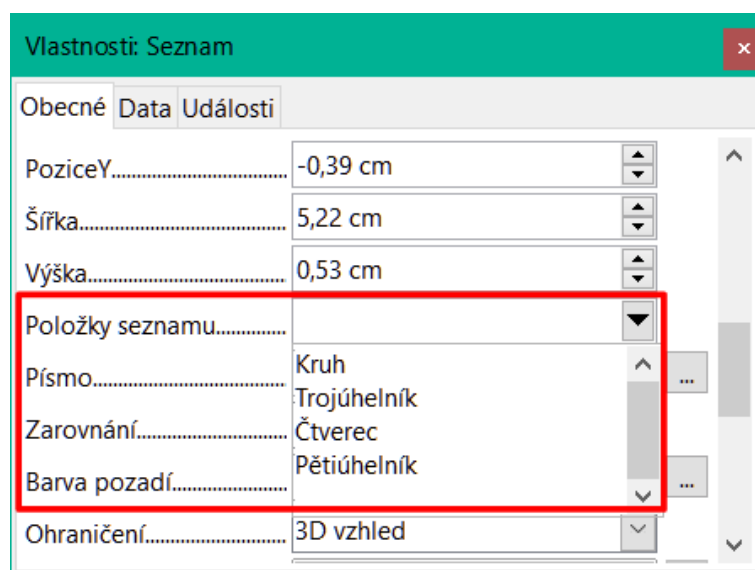 Vlastnosti: Seznam
×
Obecné Data Události
PoziceY................................. -0,39 cm
Šířka....................................... 5,22 cm
Výška..................................... 0,53 cm
Položky seznamu..............
Kruh
Písmo..................................... ...
Trojúhelník
Zarovnání............................. Čtverec
Pětiúhelník
Barva pozadí...................... ...
Ohraničení........................... 3D vzhled